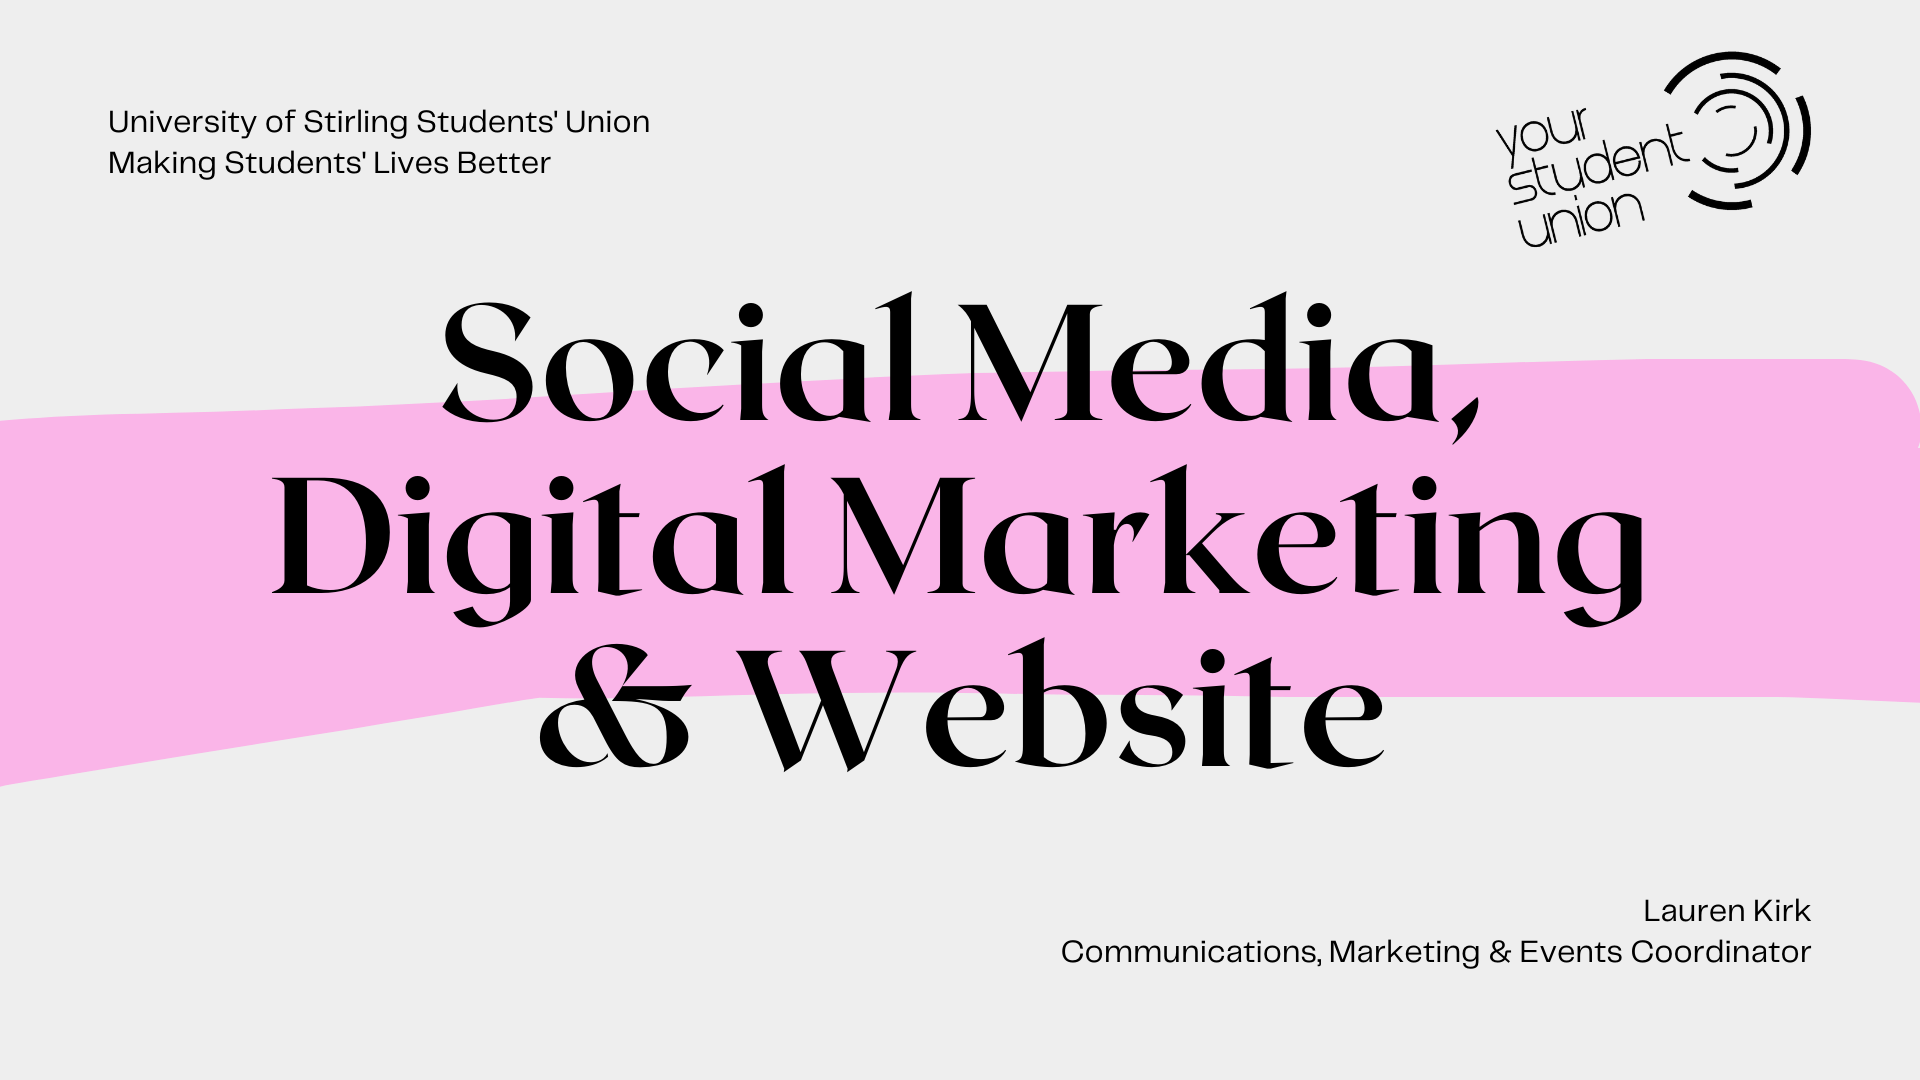 University of Stirling Students' Union
Making Students' Lives Better
your
student
union
Social Media,
Digital Marketing
& Website
Lauren Kirk
Communications, Marketing & Events Coordinator